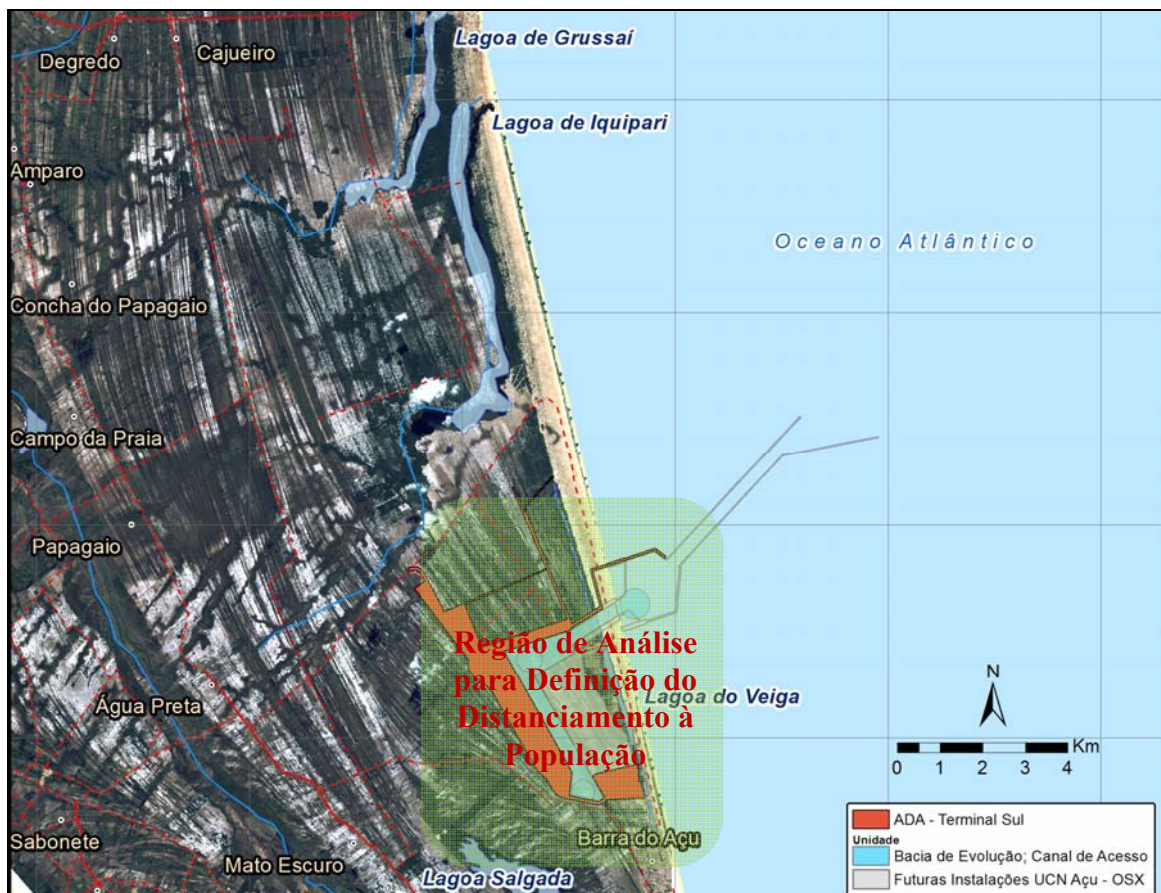 Lagoa de Grussaí
Cajueiro
Degredo
Lagoa de Iquipari
Amparo
Oceano Atlântico
Concha do Papagaio
Campo da Praia
Papagaio
Região de Análise
para Definição do
Distanciamento à
População
Lagoa do Veiga
Água Preta
N
Km
0 1 2 3 4
ADA - Terminal Sul
Unidade
Bacia de Evolução; Canal de Acesso
Futuras Instalações UCN Açu - OSX
Barra do Açu
Sabonete
Mato Escuro
Lagoa Salgada